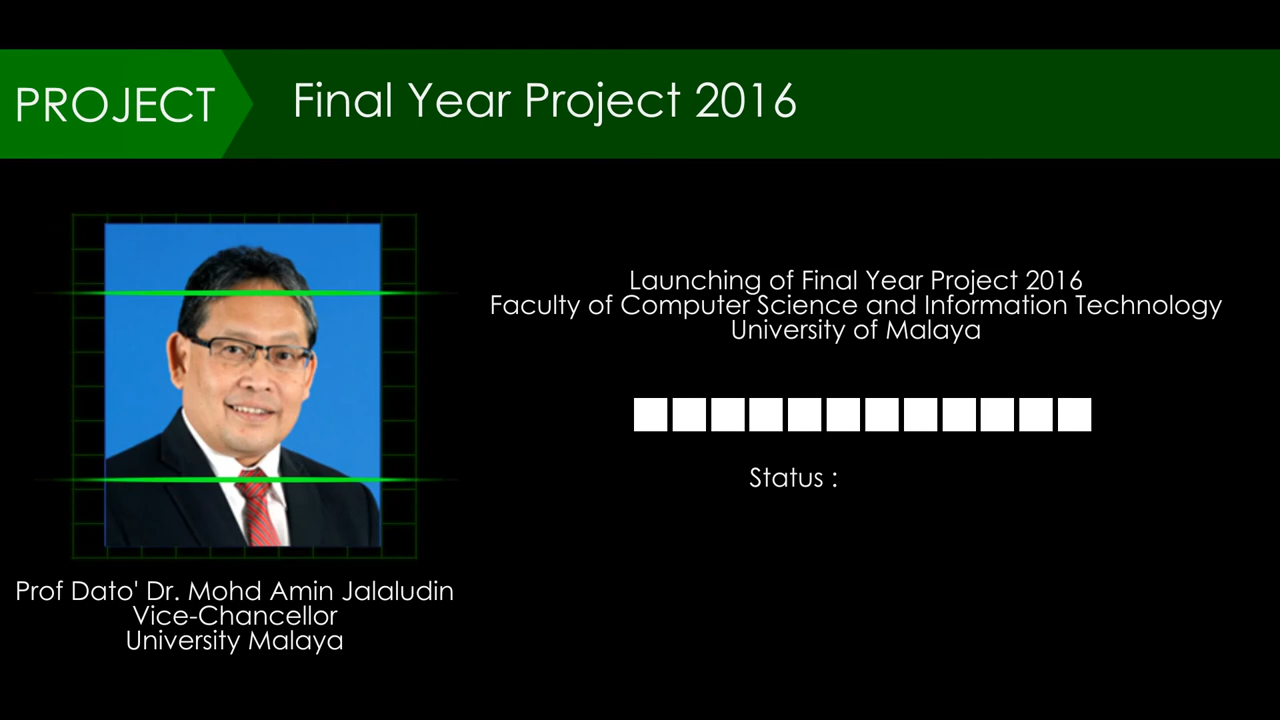 PROJECT
Final Year Project 2016
Launching of Final Year Project 2016
Faculty of Computer Science and Information Technology
University of Malaya
Status :
Prof Dato' Dr. Mohd Amin Jalaludin
Vice-Chancellor
University Malaya